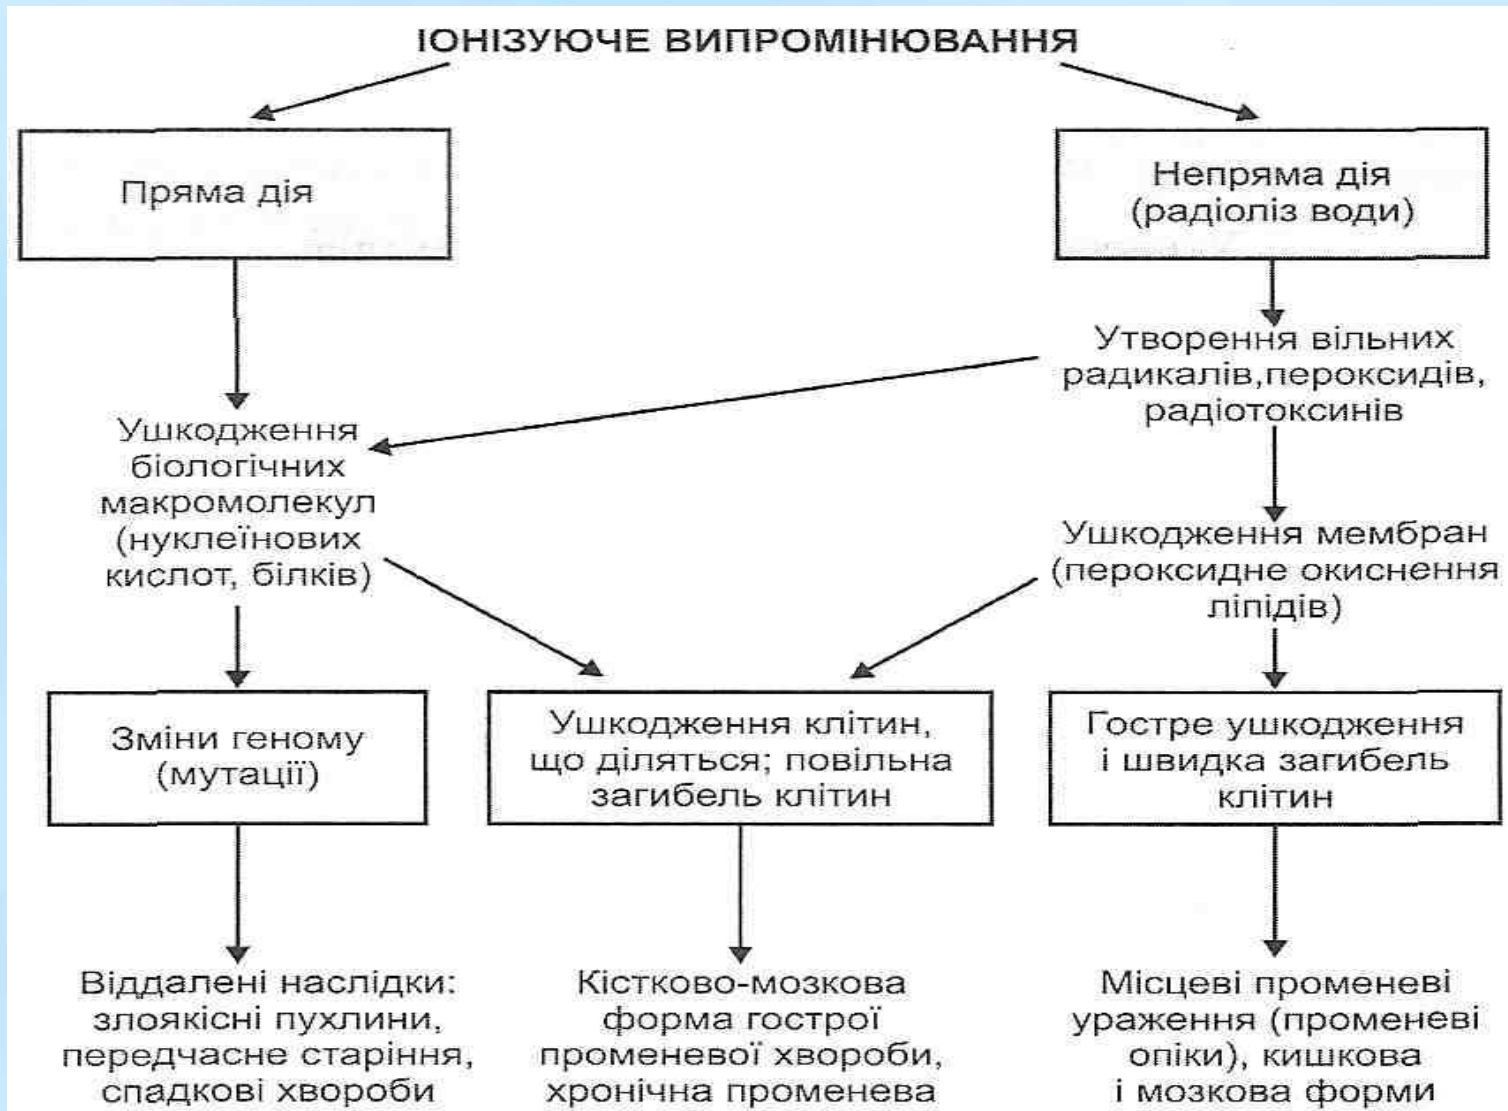 ІОНІЗУЮЧЕ ВИПРОМІНЮВАННЯ
Пряма дія
Непряма дія
(радіоліз води)
Утворення вільних
радикалів,пероксидів,
радіотоксинів
Ушкодження
біологічних
макромолекул
(нуклеїнових
кислот, білків)
Ушкодження мембран
(пероксидне окиснення
ліпідів)
Зміни геному
(мутації)
Ушкодження клітин,
що діляться; повільна
загибель клітин
Гостре ушкодження
і швидка загибель
клітин
Віддалені наслідки:
злоякісні пухлини,
передчасне старіння,
спадкові хвороби
Кістково-мозкова
форма гострої
променевої хвороби,
хронічна променева
Місцеві променеві
ураження (променеві
опіки), кишкова
і мозкова форми